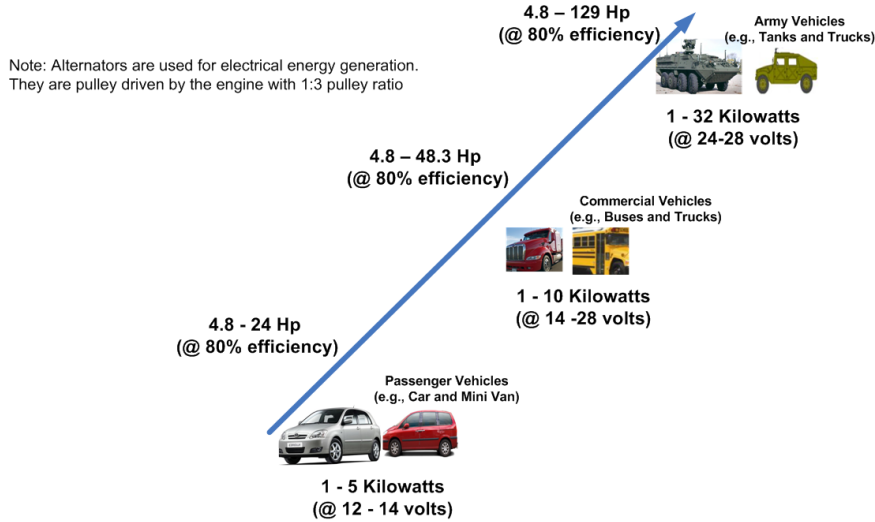 4.8 – 129 Hp
(@ 80% efficiency)
Army Vehicles
(e.g., Tanks and Trucks)
Note: Alternators are used for electrical energy generation.
They are pulley driven by the engine with 1:3 pulley ratio
1 - 32 Kilowatts
(@ 24-28 volts)
4.8 – 48.3 Hp
(@ 80% efficiency)
Commercial Vehicles
(e.g., Buses and Trucks)
1 - 10 Kilowatts
(@ 14 -28 volts)
4.8 - 24 Hp
(@ 80% efficiency)
Passenger Vehicles
(e.g., Car and Mini Van)
1 - 5 Kilowatts
(@ 12 - 14 volts)